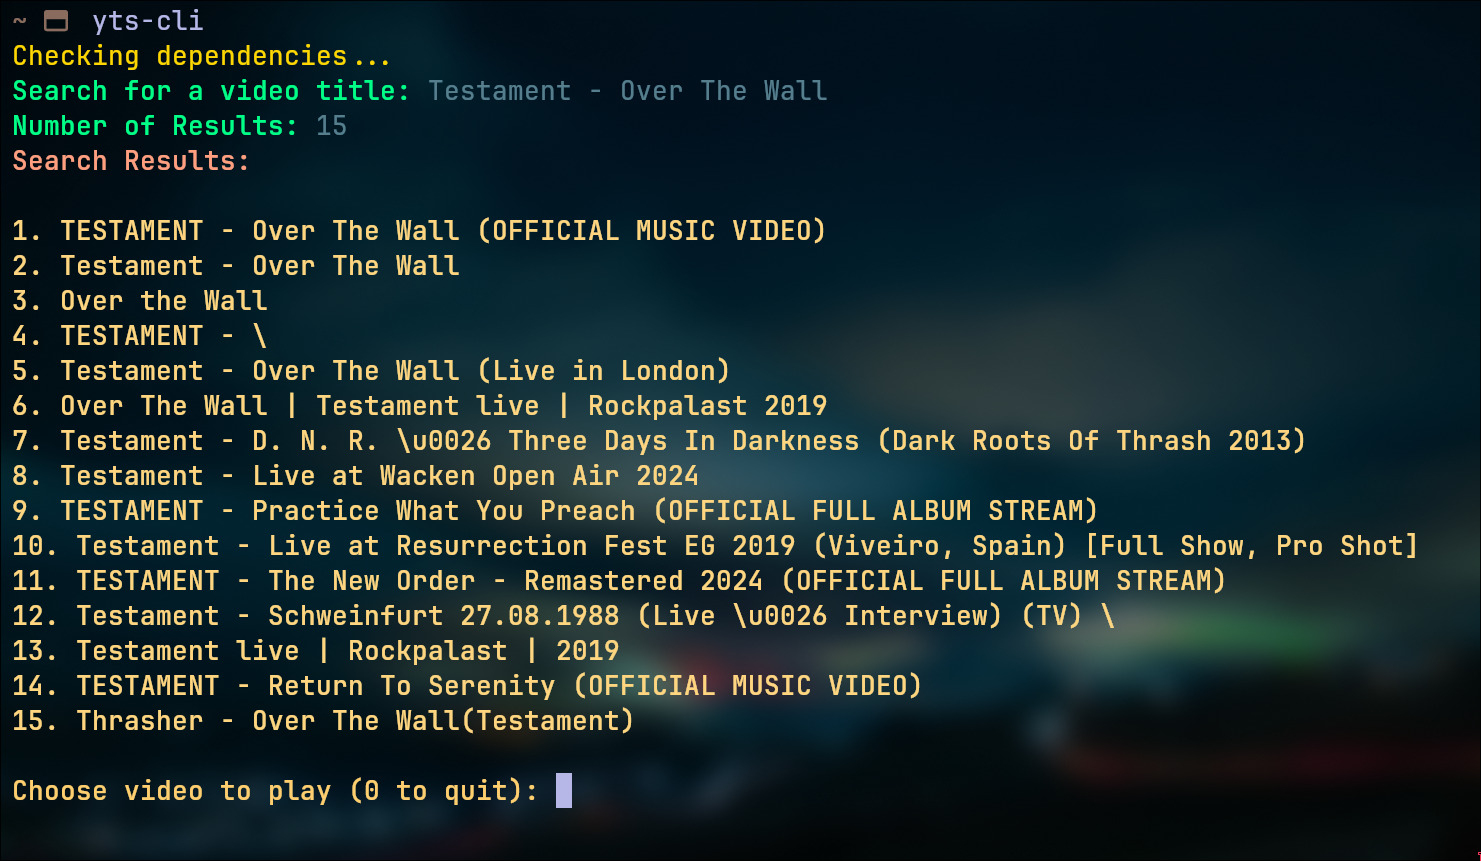 ~ yts-cli
Checking dependencies...
Search for a video title: Testament - Over The Wall
Number of Results: 15
Search Results:
1. TESTAMENT - Over The Wall (OFFICIAL MUSIC VIDEO)
2. Testament - Over The Wall
3. Over the Wall
4. TESTAMENT - \
5. Testament - Over The Wall (Live in London)
6. Over The Wall | Testament live | Rockpalast 2019
7. Testament - D. N. R. \u0026 Three Days In Darkness (Dark Roots Of Thrash 2013)
8. Testament - Live at Wacken Open Air 2024
9. TESTAMENT - Practice What You Preach (OFFICIAL FULL ALBUM STREAM)
10. Testament - Live at Resurrection Fest EG 2019 (Viveiro, Spain) [Full Show, Pro Shot]
11. TESTAMENT - The New Order - Remastered 2024 (OFFICIAL FULL ALBUM STREAM)
12. Testament - Schweinfurt 27.08.1988 (Live \u0026 Interview) (TV) \
13. Testament live | Rockpalast | 2019
14. TESTAMENT - Return To Serenity (OFFICIAL MUSIC VIDEO)
15. Thrasher - Over The Wall(Testament)
Choose video to play (0 to quit):